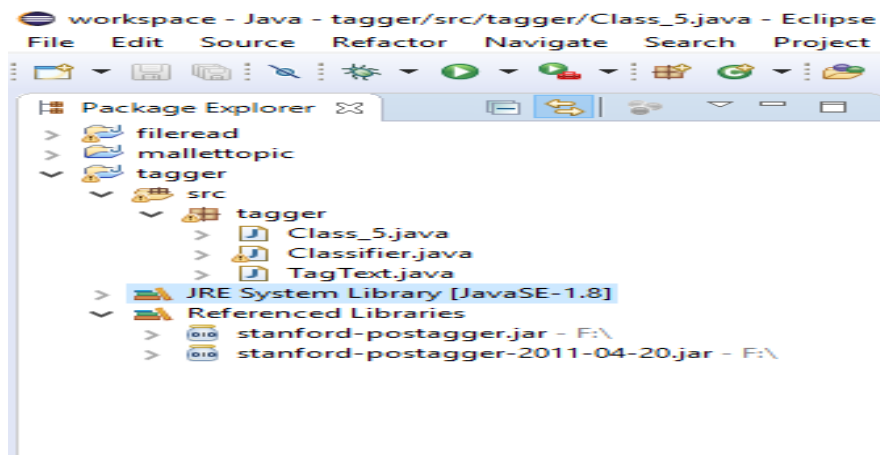 workspace - Java - tagger/src/tagger/Class_5.java - Eclipse
File Edit Source Refactor Navigate Search Project
Package Explorer
fileread
mallettopic
tagger
src
tagger
Class_5.java
Classifier.java
TagText.java
JRE System Library [JavaSE-1.8]
Referenced Libraries
stanford-postagger.jar - F:\
stanford-postagger-2011-04-20.jar - F:\